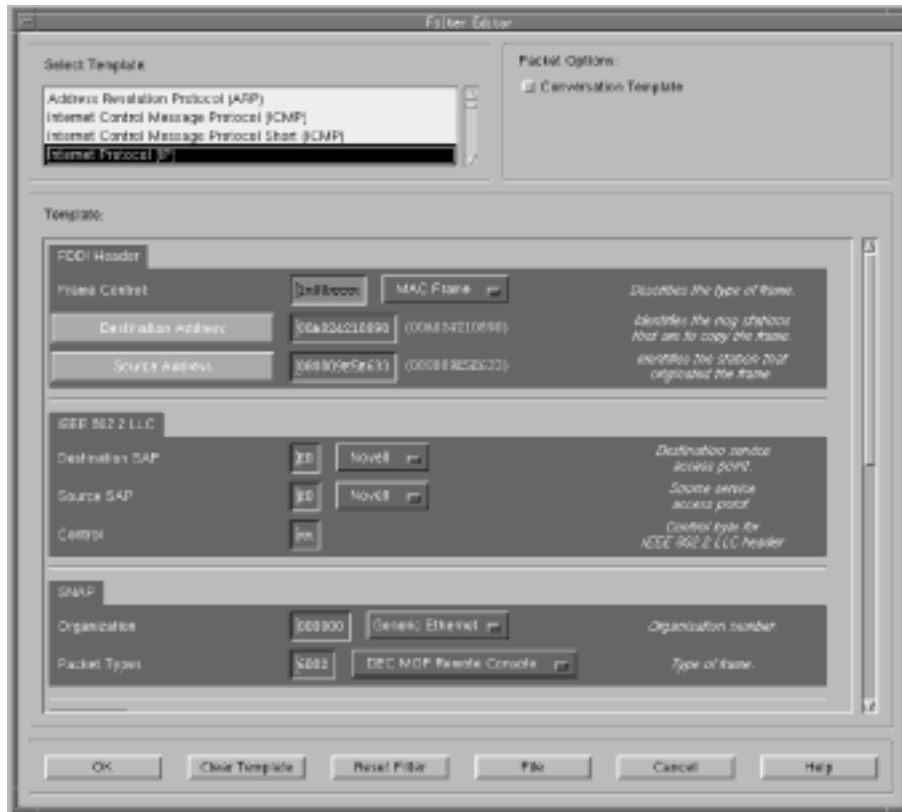 Filter Editor
Select Template
Packet Options:
Conversation Template
Address Resolution Protocol (ARP)
Internet Control Message Protocol (ICMP)
Internet Control Message Protocol Short (ICMP)
Internet Protocol (IP)
Template:
FDDI Header
Frame Control: MAC Frame Describes the type of frame.
Destination Address 00A024210890 (00A024210890) Identifies the ring stations
that are to copy the frame.
Source Address Identifies the station that
originated the frame
IEEE 802.2 LLC
Destination SAP E0 Novell Destination service
access point.
Source SAP E0 Novell Source service
access point
Control Control byte for
IEEE 802.2 LLC header
SNAP
Organization 000000 Generic Ethernet Organization number
Packet Types 6002 DEC MOP Remote Console Type of frame.
OK Clear Template Reset Filter File Cancel Help